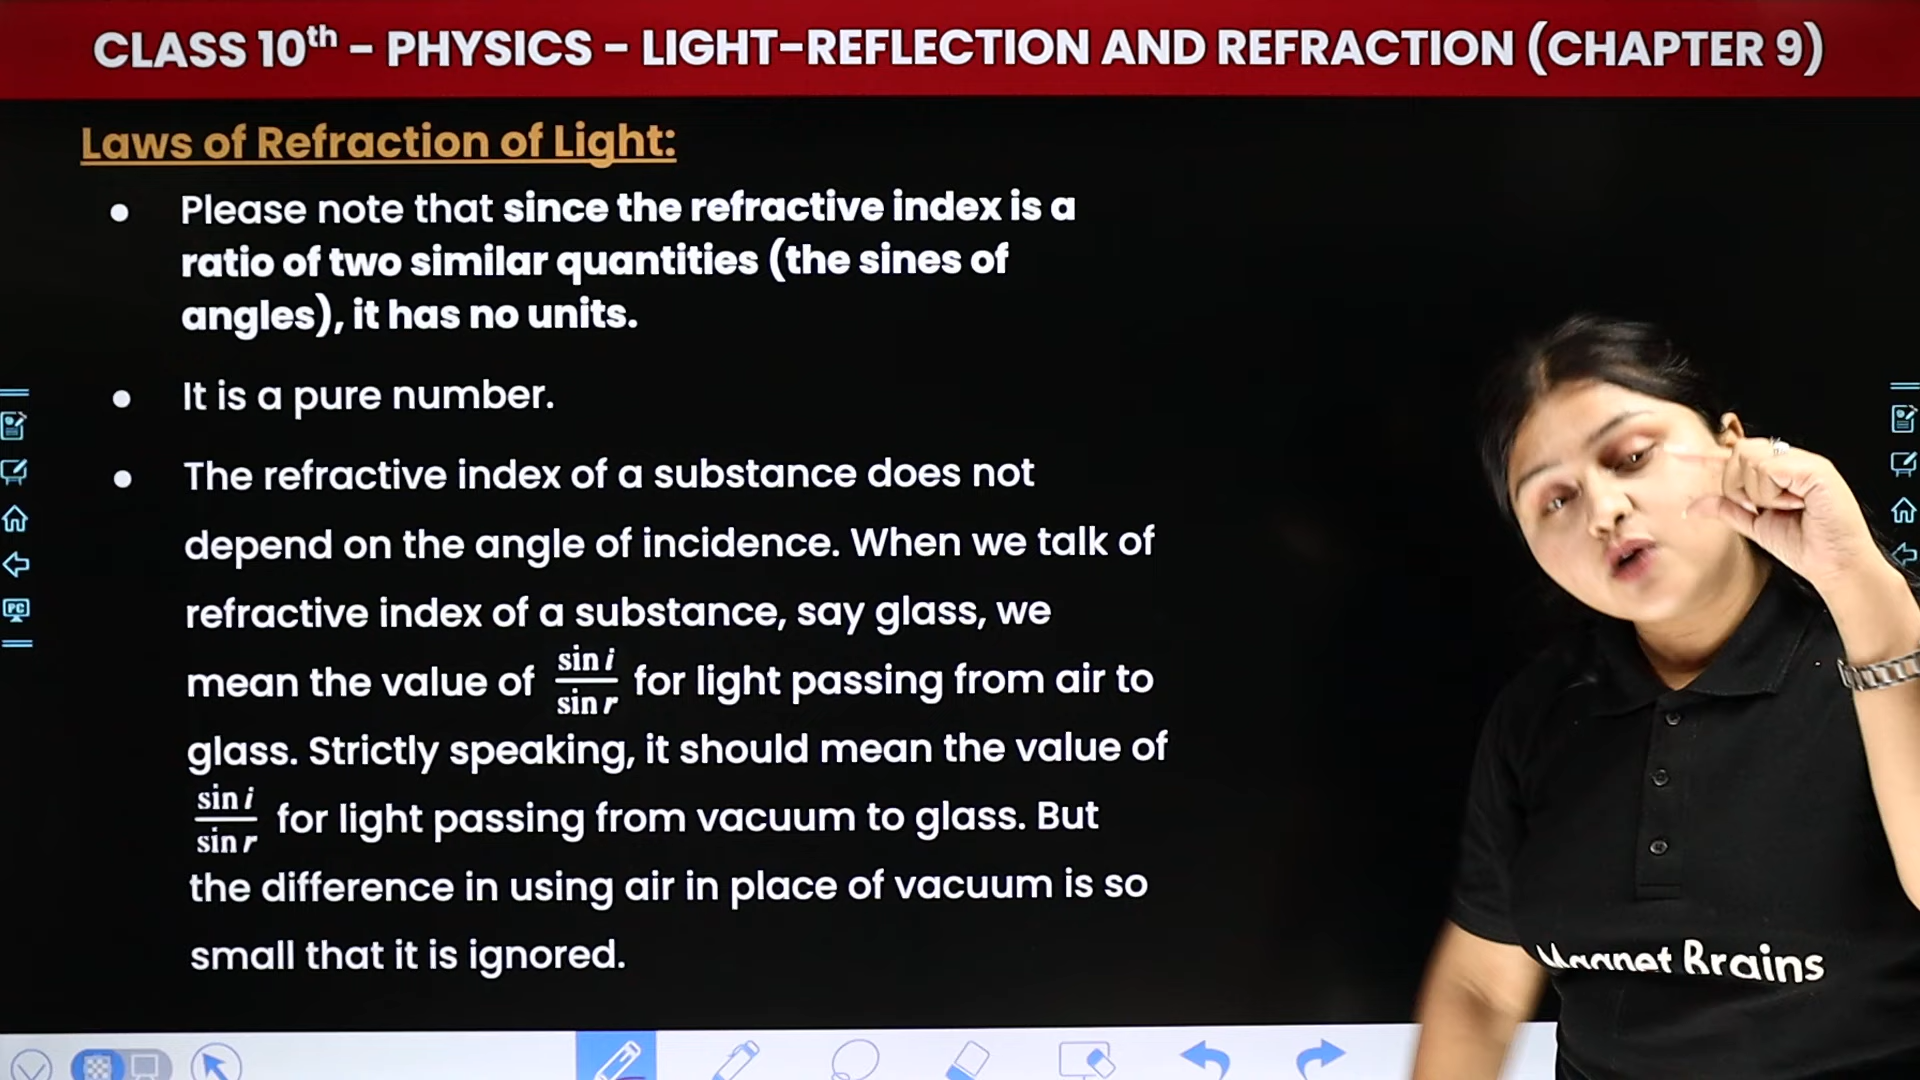 CLASS 10th - PHYSICS - LIGHT-REFLECTION AND REFRACTION (CHAPTER 9)
Laws of Refraction of Light:
● Please note that since the refractive index is a
ratio of two similar quantities (the sines of
angles), it has no units.
● It is a pure number.
● The refractive index of a substance does not
depend on the angle of incidence. When we talk of
refractive index of a substance, say glass, we
mean the value of sin i / sin r for light passing from air to
glass. Strictly speaking, it should mean the value of
sin i / sin r for light passing from vacuum to glass. But
the difference in using air in place of vacuum is so
small that it is ignored.
PC
Magnet Brains